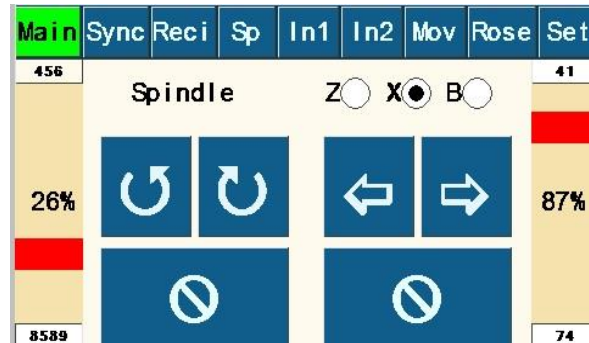 Main Sync Reci Sp In1 In2 Mov Rose Set
456 41
Spindle Z X B
26% 87%
8589 74